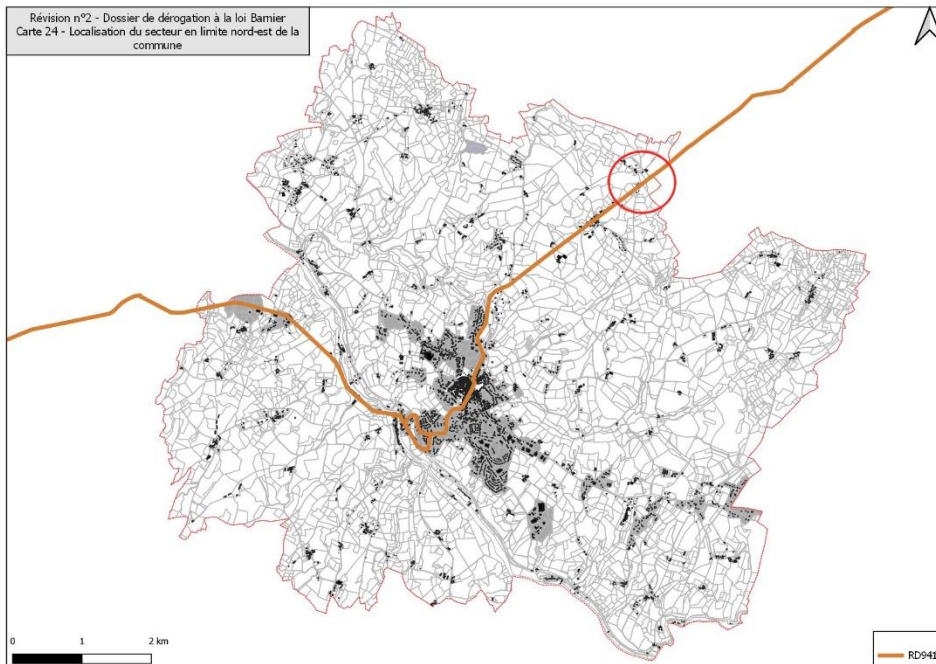 Révision n°2 - Dossier de dérogation à la loi Barnier
Carte 24 - Localisation du secteur en limite nord-est de la
commune
0 1 2 km
RD941